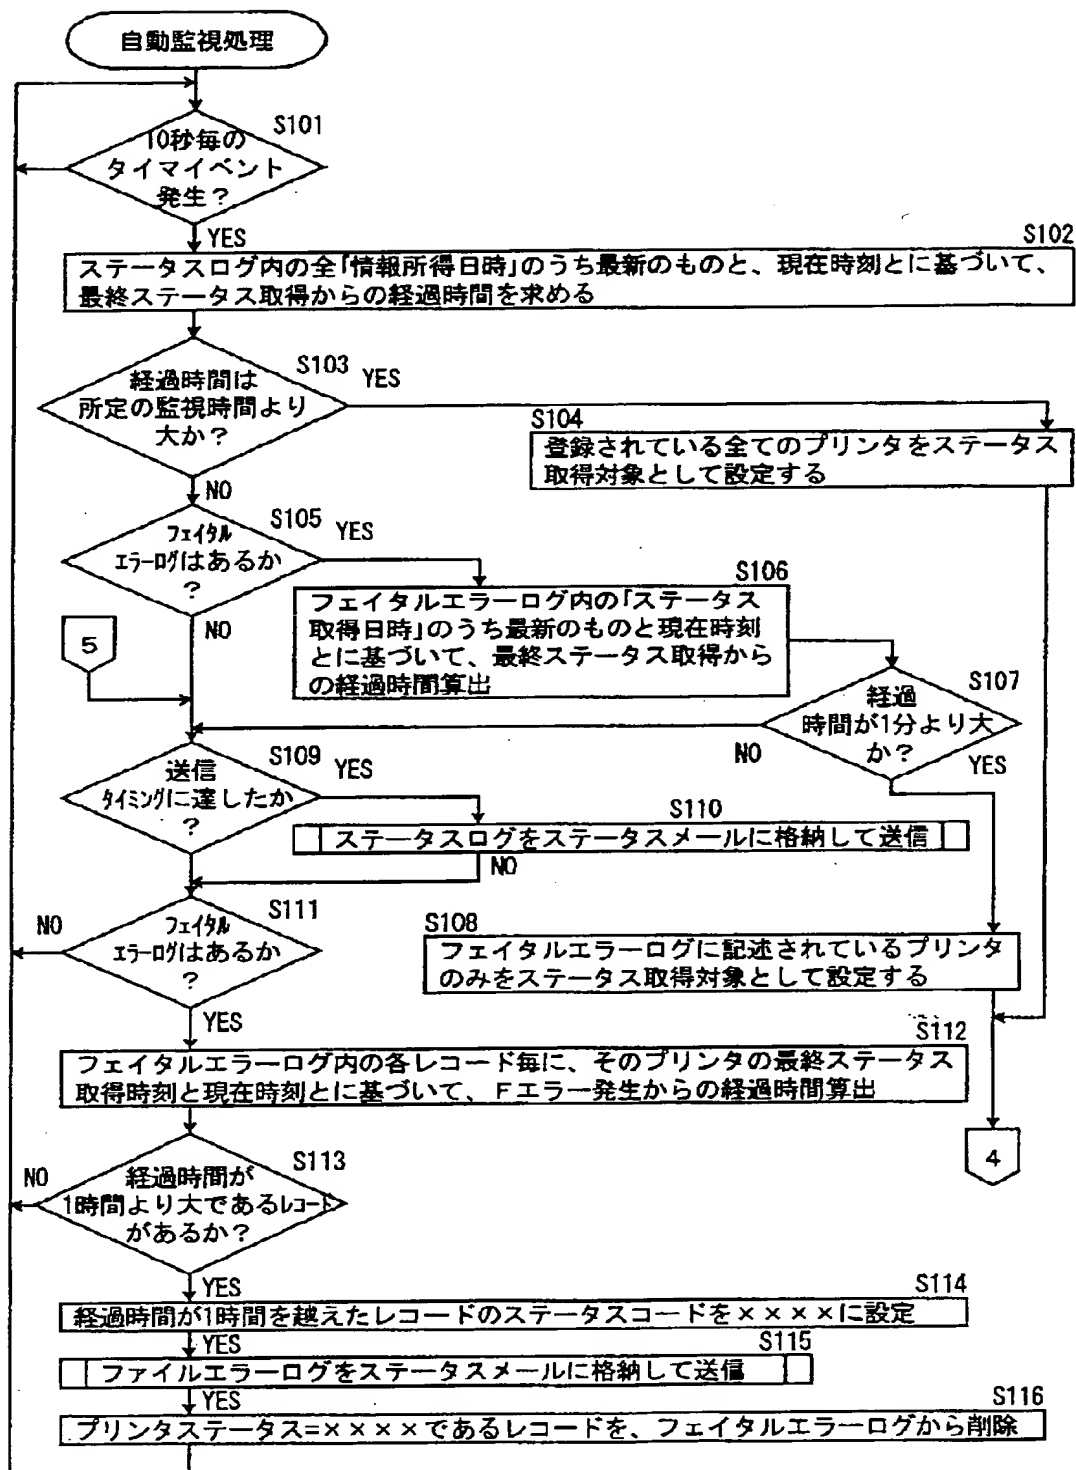 自動監視処理
S101
10秒毎の
タイマイベント
発生？
YES
S102
ステータスログ内の全「情報所得日時」のうち最新のものと、現在時刻とに基づいて、
最終ステータス取得からの経過時間を求める
S103
YES
経過時間は
所定の監視時間より
大か？
S104
登録されている全てのプリンタをステータス
取得対象として設定する
NO
S105
YES
フェイタル
エラーログはあるか
？
S106
フェイタルエラーログ内の「ステータス
取得日時」のうち最新のものと現在時刻
とに基づいて、最終ステータス取得から
の経過時間算出
NO
5
S107
経過
時間が1分より大
か？
NO
YES
S109
YES
送信
タイミングに達したか
？
S110
ステータスログをステータスメールに格納して送信
NO
S111
NO
フェイタル
エラーログはあるか
？
S108
フェイタルエラーログに記述されているプリンタ
のみをステータス取得対象として設定する
YES
S112
フェイタルエラーログ内の各レコード毎に、そのプリンタの最終ステータス
取得時刻と現在時刻とに基づいて、Fエラー発生からの経過時間算出
4
S113
NO
経過時間が
1時間より大であるレコード
があるか？
YES
S114
経過時間が1時間を越えたレコードのステータスコードを××××に設定
YES
S115
ファイルエラーログをステータスメールに格納して送信
YES
S116
プリンタステータス=××××であるレコードを、フェイタルエラーログから削除